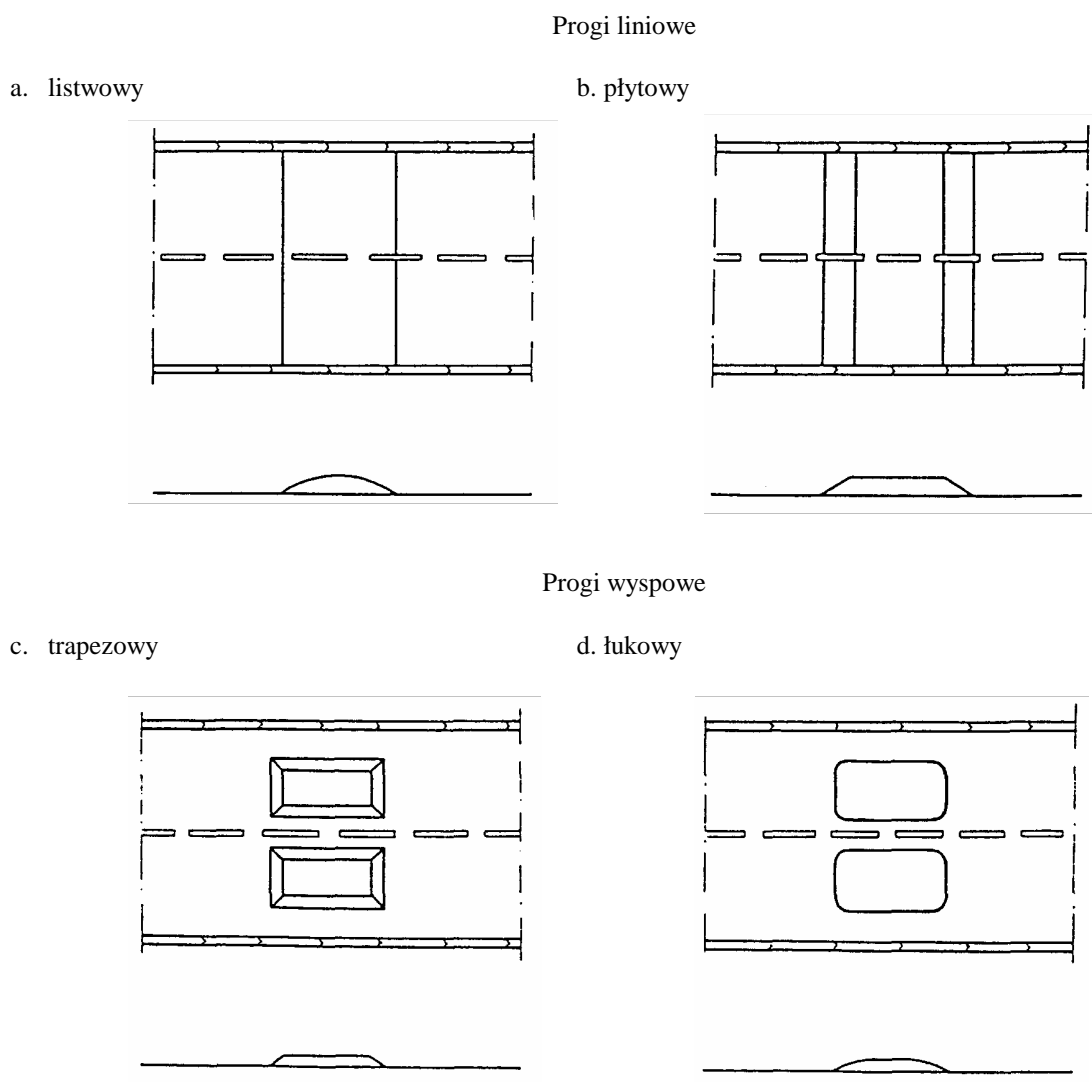 Progi liniowe
a. listwowy
b. płytowy
Progi wyspowe
c. trapezowy
d. łukowy